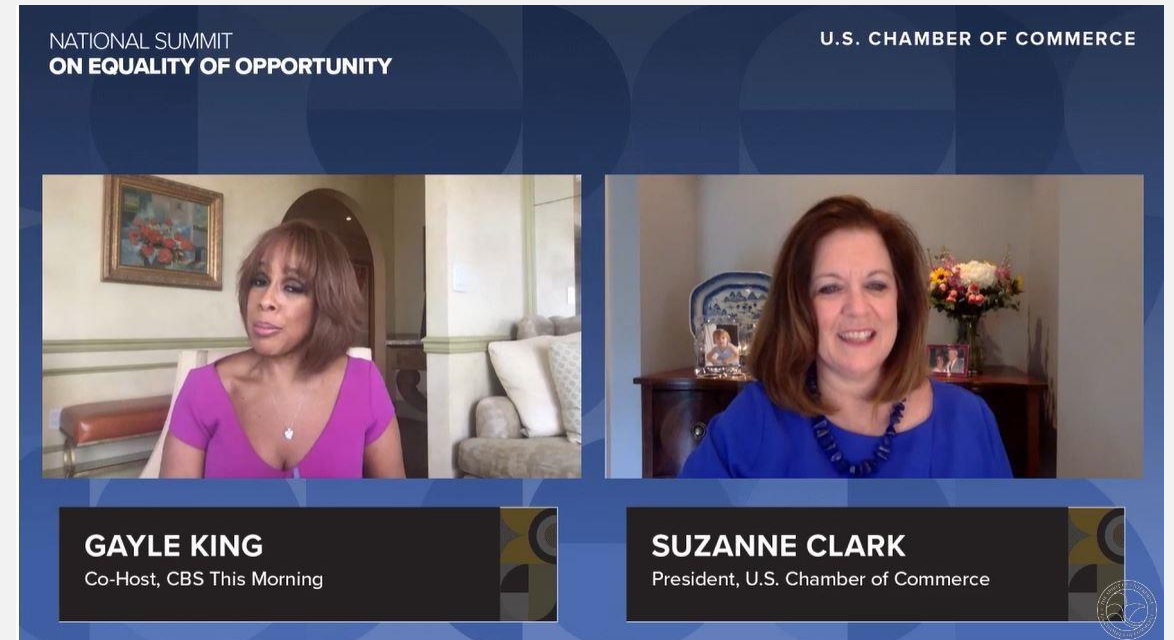 NATIONAL SUMMIT
ON EQUALITY OF OPPORTUNITY
U.S. CHAMBER OF COMMERCE
GAYLE KING
Co-Host, CBS This Morning
SUZANNE CLARK
President, U.S. Chamber of Commerce